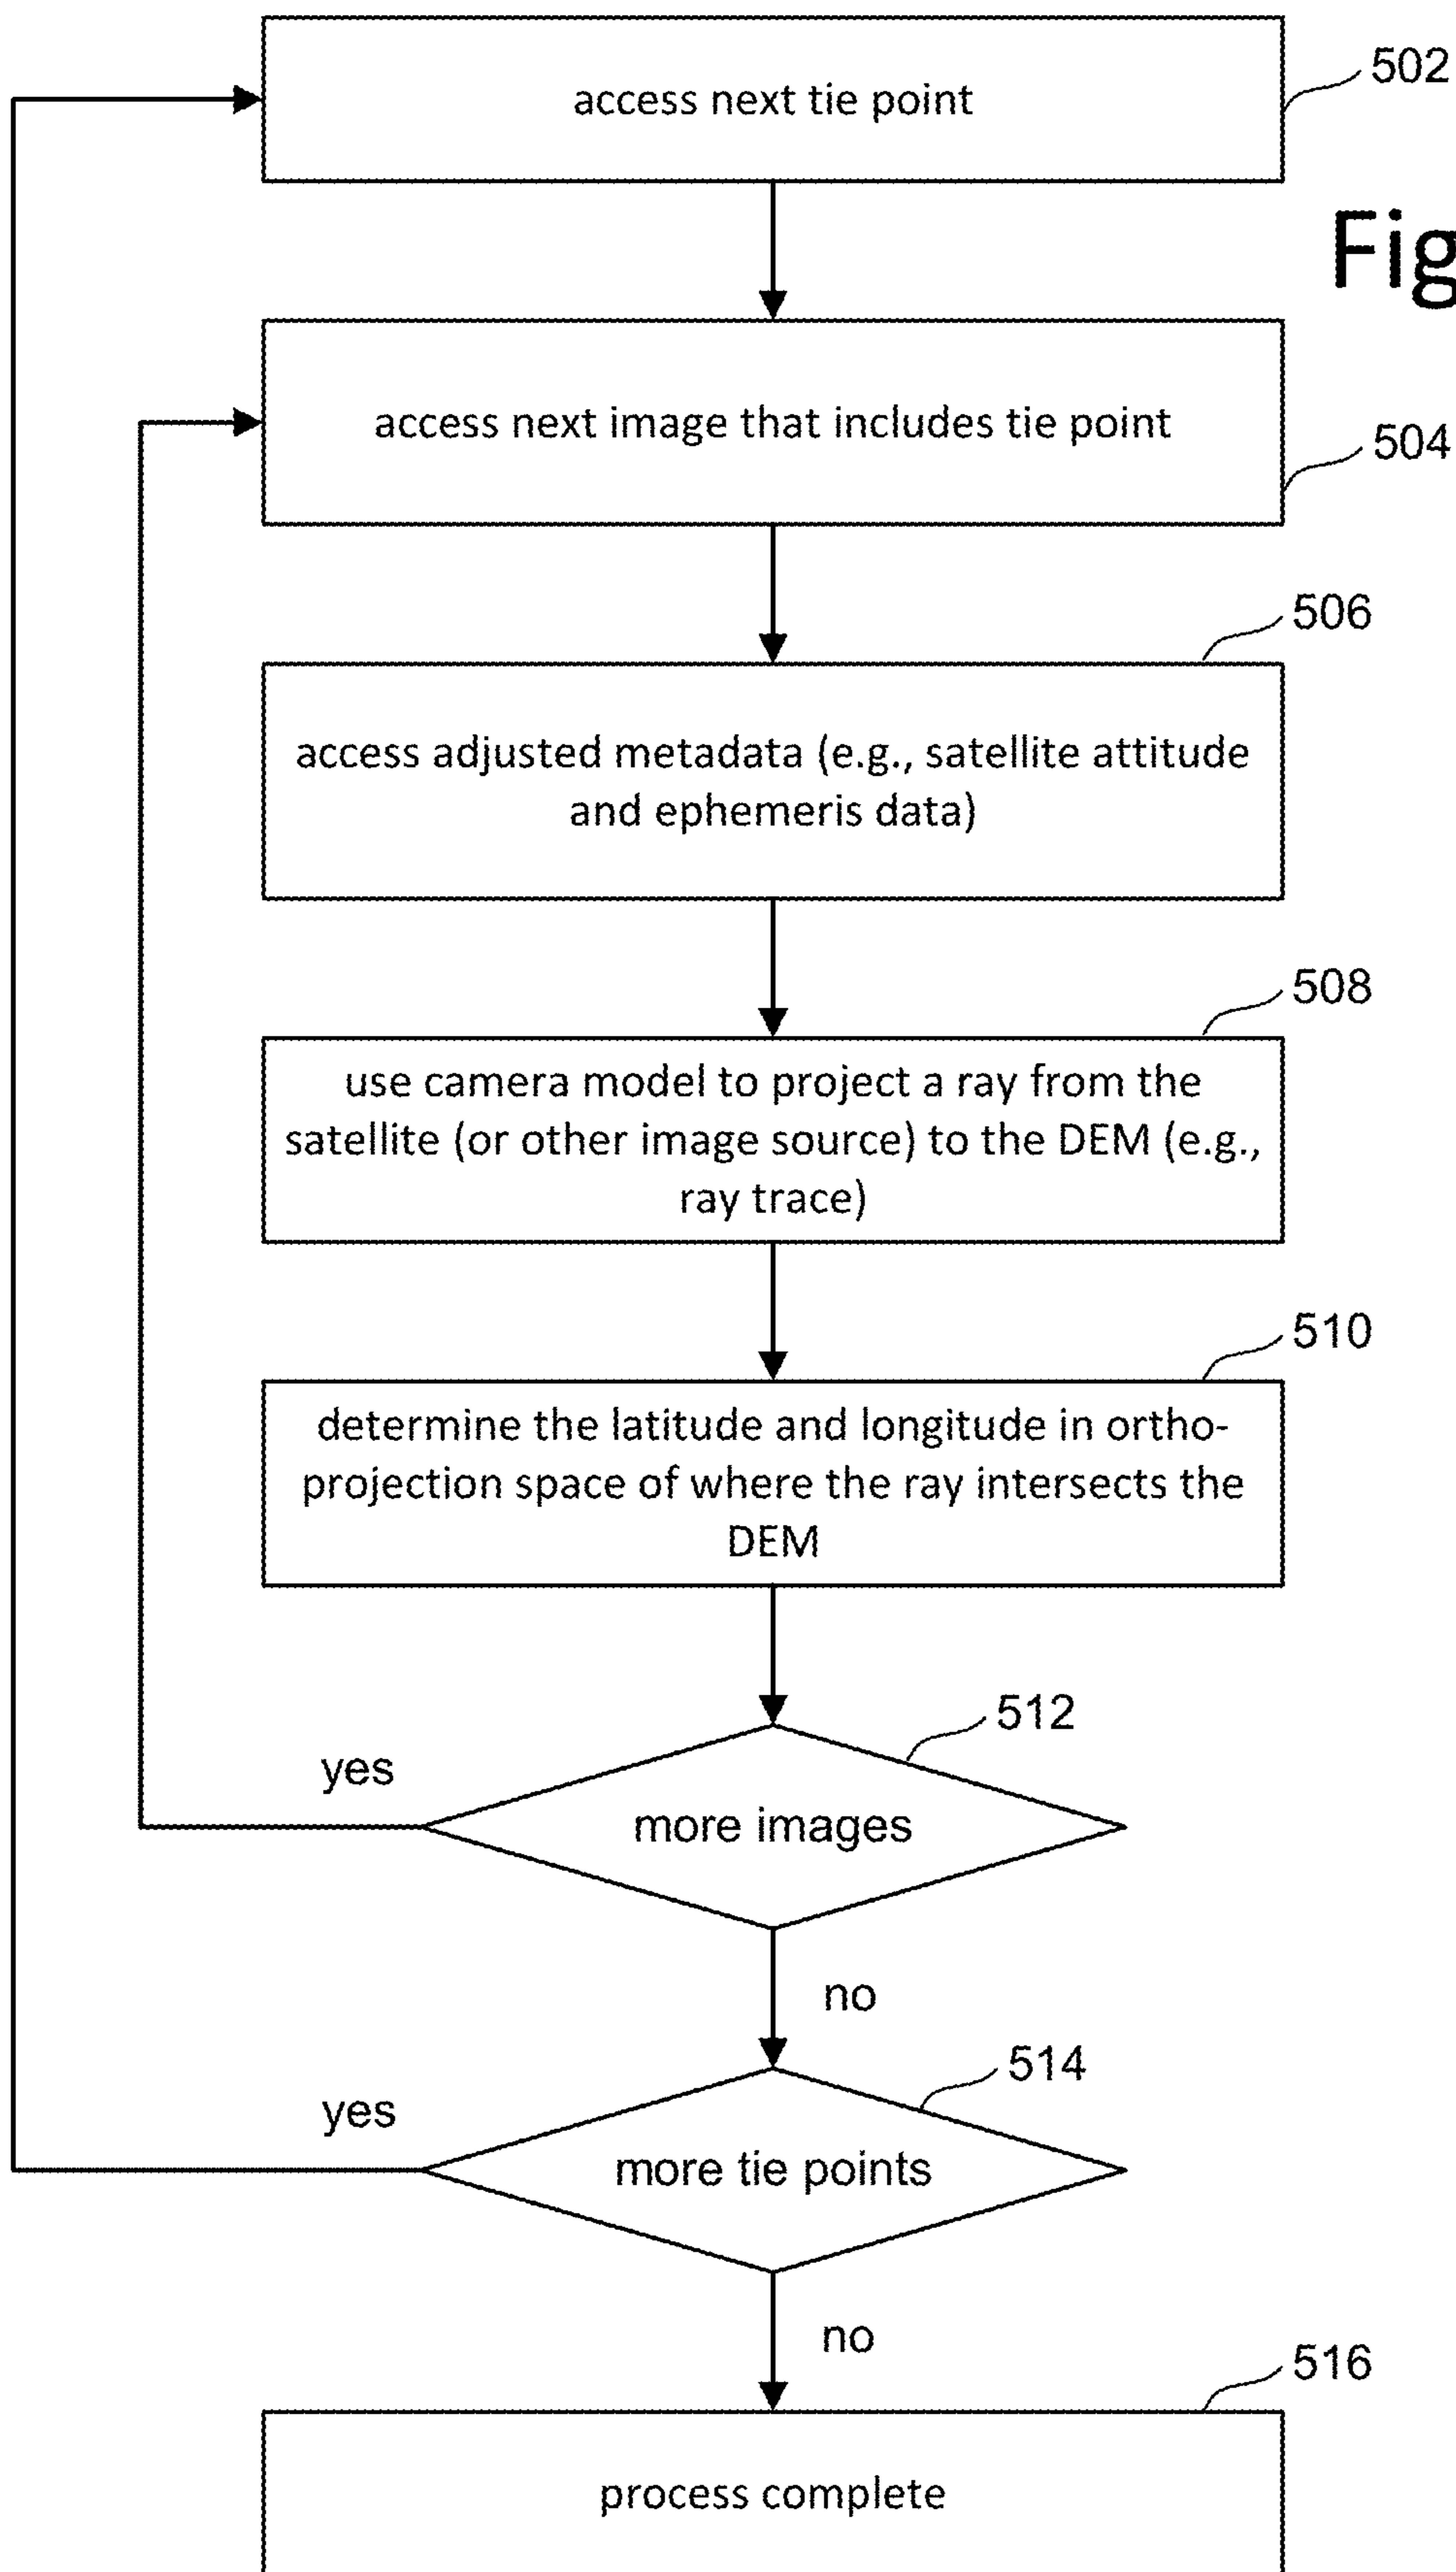 access next tie point
502
Fig
access next image that includes tie point
504
506
access adjusted metadata (e.g., satellite attitude
and ephemeris data)
508
use camera model to project a ray from the
satellite (or other image source) to the DEM (e.g.,
ray trace)
510
determine the latitude and longitude in ortho-
projection space of where the ray intersects the
DEM
512
yes
more images
no
514
yes
more tie points
no
516
process complete